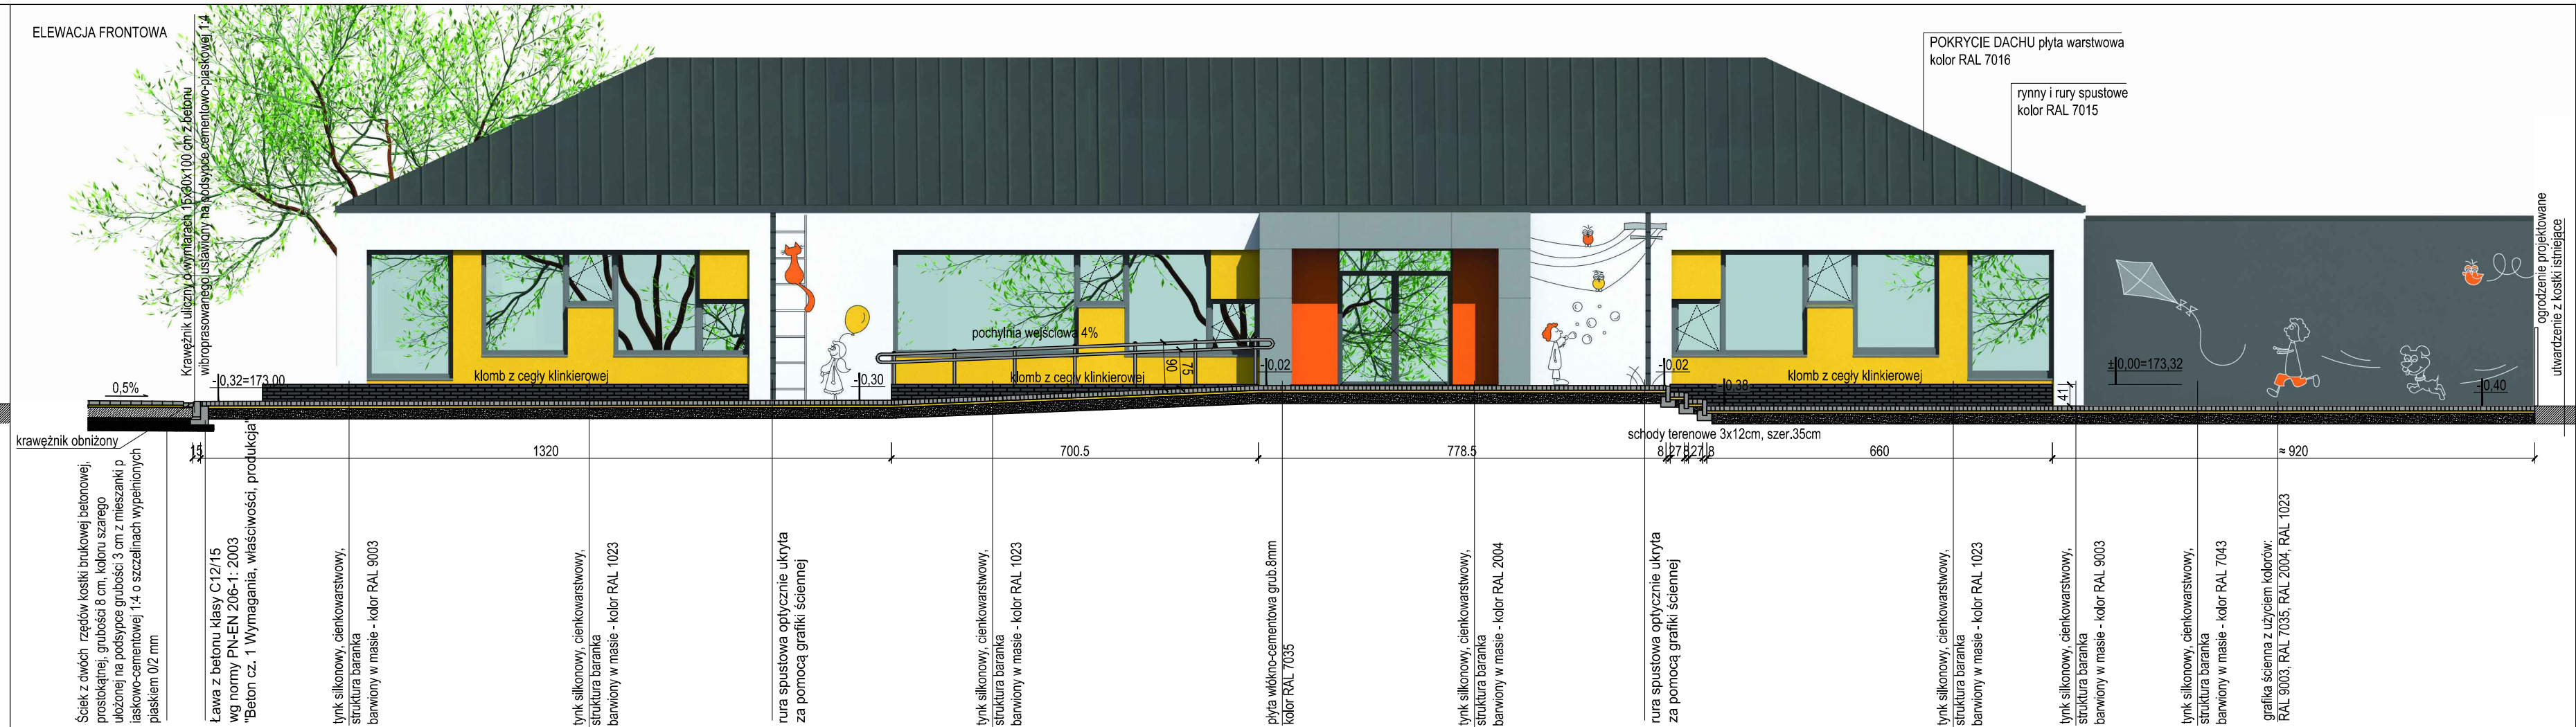 ELEWACJA FRONTOWA
Krawężnik uliczny o wymiarach 15x30x100 cm z betonu
wibroprasowanego ustawiony na podsypce cementowo-piaskowej 1:4
POKRYCIE DACHU płyta warstwowa
kolor RAL 7016
rynny i rury spustowe
kolor RAL 7015
ogrodzenie projektowane
utwardzenie z kostki istniejące
pochylnia wejściowa 4%
90
75
0,5%
-0,32=173,00
klomb z cegły klinkierowej
-0,30
klomb z cegły klinkierowej
-0,02
-0,02
-0,38
klomb z cegły klinkierowej
41
±0,00=173,32
-0,40
krawężnik obniżony
schody terenowe 3x12cm, szer.35cm
15
1320
700.5
778.5
8
27
8
27
8
660
≈ 920
Ściek z dwóch rzędów kostki brukowej betonowej,
prostokątnej, grubości 8 cm, koloru szarego
ułożonej na podsypce grubości 3 cm z mieszanki p
iaskowo-cementowej 1:4 o szczelinach wypełnionych
piaskiem 0/2 mm
Ława z betonu klasy C12/15
wg normy PN-EN 206-1: 2003
"Beton cz. 1 Wymagania, właściwości, produkcja"
tynk silkonowy, cienkowarstwowy,
struktura baranka
barwiony w masie - kolor RAL 9003
tynk silkonowy, cienkowarstwowy,
struktura baranka
barwiony w masie - kolor RAL 1023
rura spustowa optycznie ukryta
za pomocą grafiki ściennej
tynk silkonowy, cienkowarstwowy,
struktura baranka
barwiony w masie - kolor RAL 1023
płyta włókno-cementowa grub.8mm
kolor RAL 7035
tynk silkonowy, cienkowarstwowy,
struktura baranka
barwiony w masie - kolor RAL 2004
rura spustowa optycznie ukryta
za pomocą grafiki ściennej
tynk silkonowy, cienkowarstwowy,
struktura baranka
barwiony w masie - kolor RAL 1023
tynk silkonowy, cienkowarstwowy,
struktura baranka
barwiony w masie - kolor RAL 9003
tynk silkonowy, cienkowarstwowy,
struktura baranka
barwiony w masie - kolor RAL 7043
grafika ścienna z użyciem kolorów:
RAL 9003, RAL 7035, RAL 2004, RAL 1023